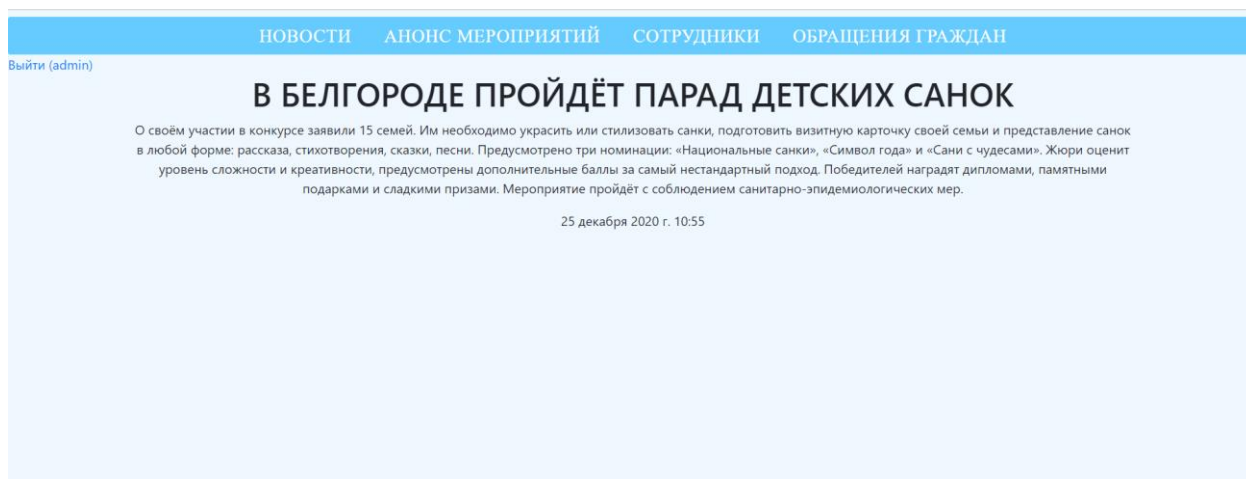 НОВОСТИ АНОНС МЕРОПРИЯТИЙ СОТРУДНИКИ ОБРАЩЕНИЯ ГРАЖДАН
Выйти (admin)
В БЕЛГОРОДЕ ПРОЙДЁТ ПАРАД ДЕТСКИХ САНОК
О своём участии в конкурсе заявили 15 семей. Им необходимо украсить или стилизовать санки, подготовить визитную карточку своей семьи и представление санок
в любой форме: рассказа, стихотворения, сказки, песни. Предусмотрено три номинации: «Национальные санки», «Символ года» и «Сани с чудесами». Жюри оценит
уровень сложности и креативности, предусмотрены дополнительные баллы за самый нестандартный подход. Победителей наградят дипломами, памятными
подарками и сладкими призами. Мероприятие пройдёт с соблюдением санитарно-эпидемиологических мер.
25 декабря 2020 г. 10:55